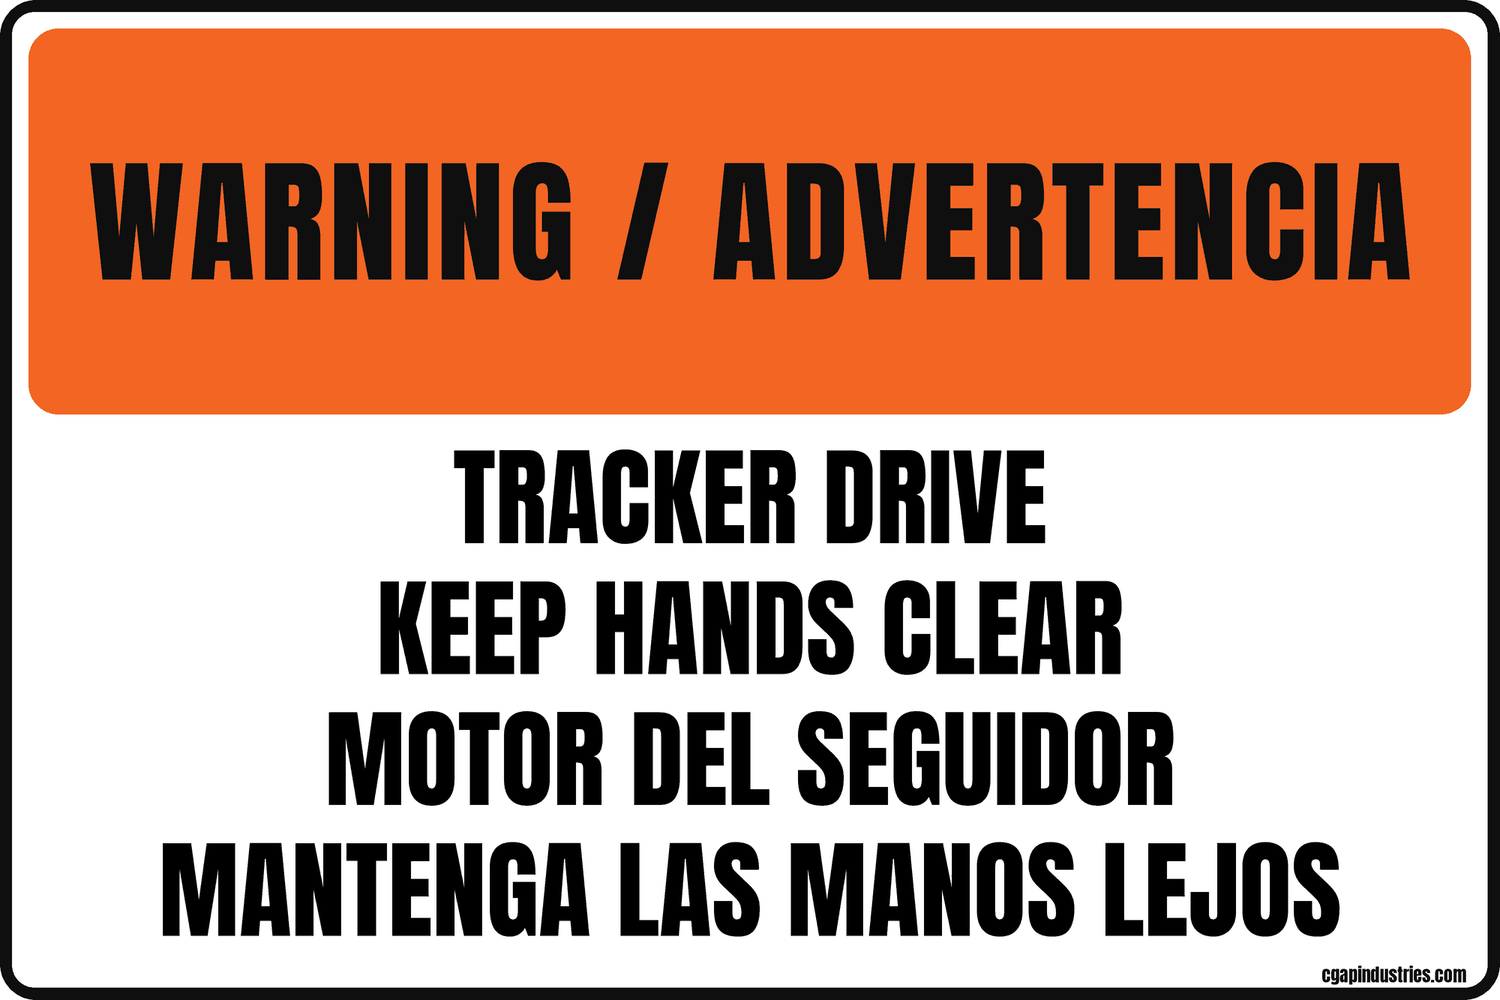 WARNING / ADVERTENCIA
TRACKER DRIVE
KEEP HANDS CLEAR
MOTOR DEL SEGUIDOR
MANTENGA LAS MANOS LEJOS
cgapindustries.com